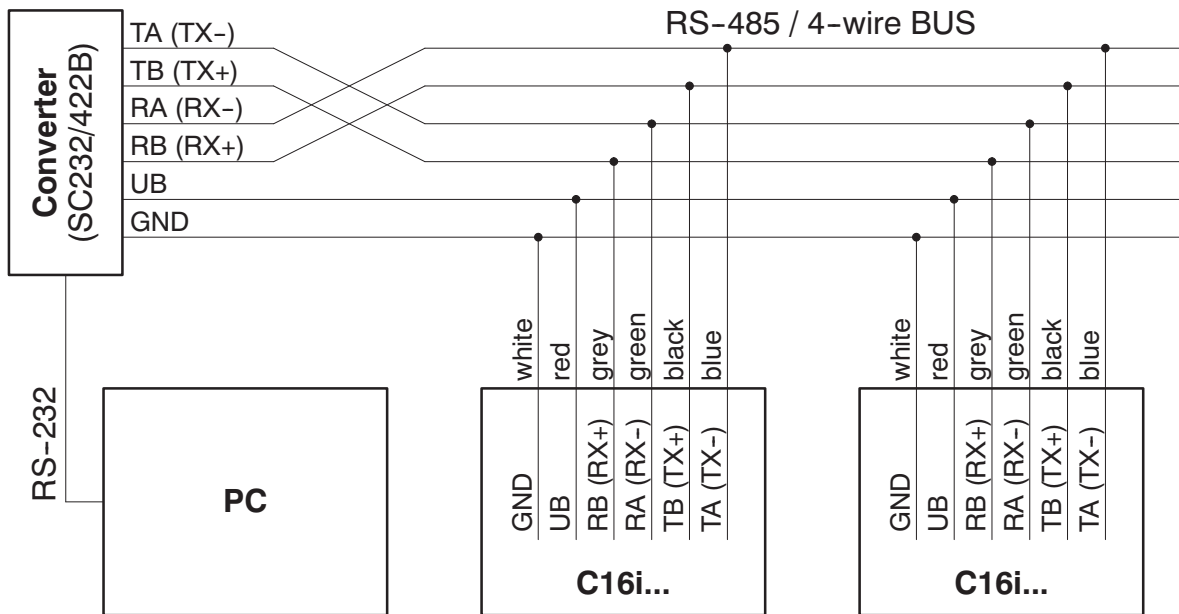 RS-485 / 4-wire BUS
Converter
(SC232/422B)
TA (TX-)
TB (TX+)
RA (RX-)
RB (RX+)
UB
GND
RS-232
PC
white
red
grey
green
black
blue
GND
UB
RB (RX+)
RA (RX-)
TB (TX+)
TA (TX-)
C16i...
white
red
grey
green
black
blue
GND
UB
RB (RX+)
RA (RX-)
TB (TX+)
TA (TX-)
C16i...